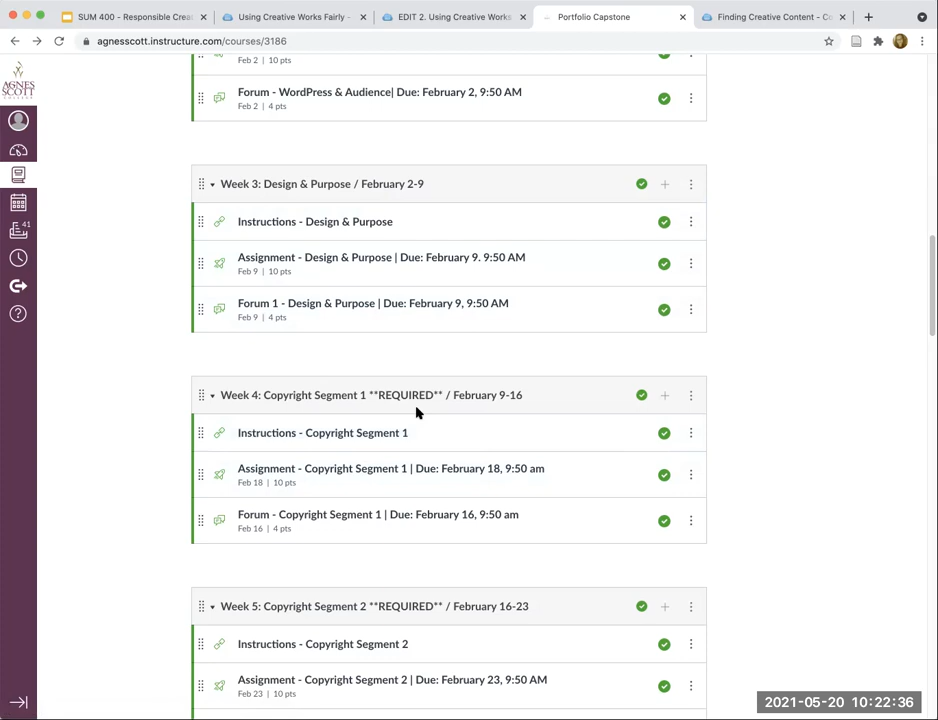 SUM 400 - Responsible Crea
Using Creative Works Fairly -
EDIT 2. Using Creative Works
Portfolio Capstone
Finding Creative Content - Co
agnesscott.instructure.com/courses/3186
AGNES
SCOTT
COLLEGE
41
Feb 2 | 10 pts
Forum - WordPress & Audience| Due: February 2, 9:50 AM
Feb 2 | 4 pts
Week 3: Design & Purpose / February 2-9
Instructions - Design & Purpose
Assignment - Design & Purpose | Due: February 9. 9:50 AM
Feb 9 | 10 pts
Forum 1 - Design & Purpose | Due: February 9, 9:50 AM
Feb 9 | 4 pts
Week 4: Copyright Segment 1 **REQUIRED** / February 9-16
Instructions - Copyright Segment 1
Assignment - Copyright Segment 1 | Due: February 18, 9:50 am
Feb 18 | 10 pts
Forum - Copyright Segment 1 | Due: February 16, 9:50 am
Feb 16 | 4 pts
Week 5: Copyright Segment 2 **REQUIRED** / February 16-23
Instructions - Copyright Segment 2
Assignment - Copyright Segment 2 | Due: February 23, 9:50 AM
Feb 23 | 10 pts
2021-05-20 10:22:36